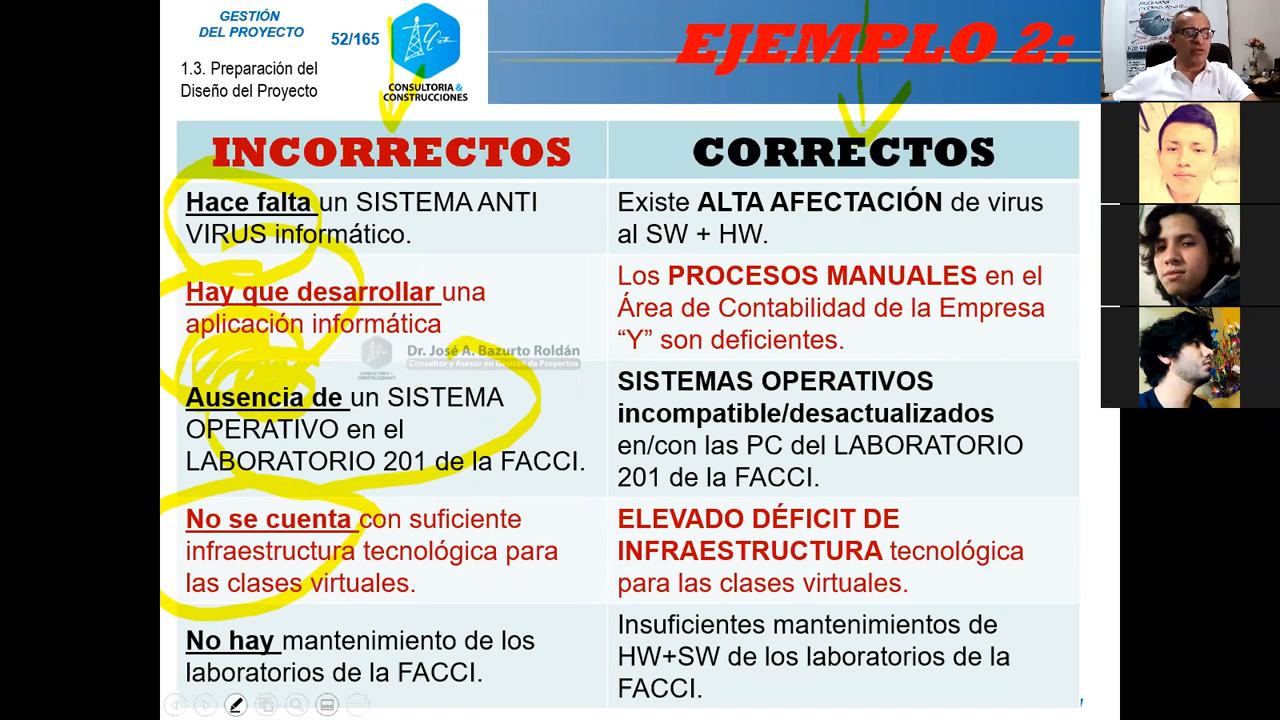 GESTIÓN
DEL PROYECTO
52/165
1.3. Preparación del
Diseño del Proyecto
CONSULTORIA &
CONSTRUCCIONES
EJEMPLO 2:
INCORRECTOS
CORRECTOS
Hace falta un SISTEMA ANTI
VIRUS informático.
Existe ALTA AFECTACIÓN de virus
al SW + HW.
Hay que desarrollar una
aplicación informática
Los PROCESOS MANUALES en el
Área de Contabilidad de la Empresa
“Y” son deficientes.
Dr. José A. Bazurto Roldán
Consultor y Asesor en Gestión de Proyectos
Ausencia de un SISTEMA
OPERATIVO en el
LABORATORIO 201 de la FACCI.
SISTEMAS OPERATIVOS
incompatible/desactualizados
en/con las PC del LABORATORIO
201 de la FACCI.
No se cuenta con suficiente
infraestructura tecnológica para
las clases virtuales.
ELEVADO DÉFICIT DE
INFRAESTRUCTURA tecnológica
para las clases virtuales.
No hay mantenimiento de los
laboratorios de la FACCI.
Insuficientes mantenimientos de
HW+SW de los laboratorios de la
FACCI.